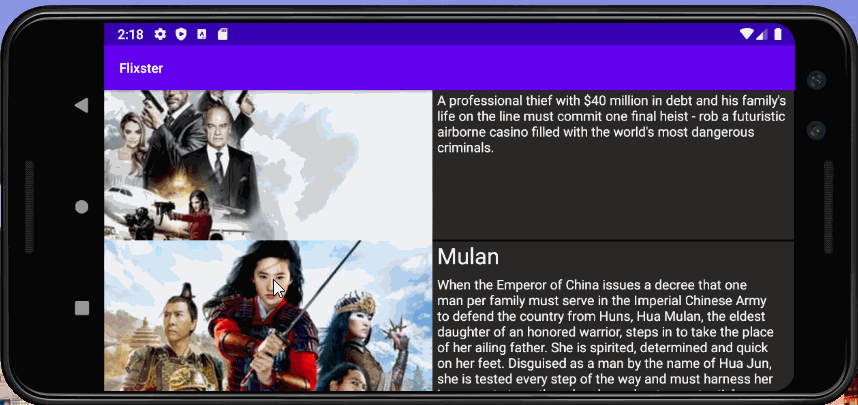 2:18
Flixster
A professional thief with $40 million in debt and his family's
life on the line must commit one final heist - rob a futuristic
airborne casino filled with the world's most dangerous
criminals.
Mulan
When the Emperor of China issues a decree that one
man per family must serve in the Imperial Chinese Army
to defend the country from Huns, Hua Mulan, the eldest
daughter of an honored warrior, steps in to take the place
of her ailing father. She is spirited, determined and quick
on her feet. Disguised as a man by the name of Hua Jun,
she is tested every step of the way and must harness her